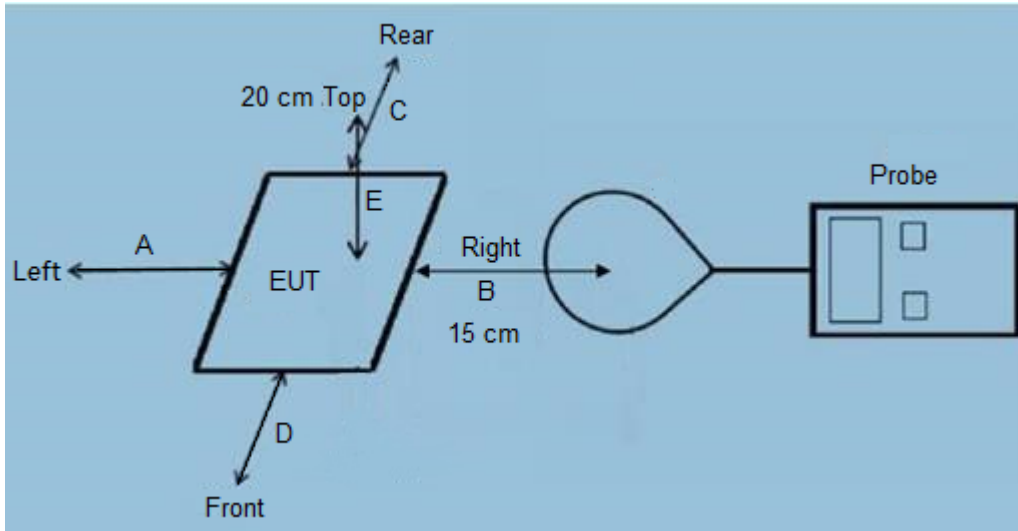 Rear
20 cm .Top
C
Probe
E
A
Right
Left
EUT
B
15 cm
D
Front